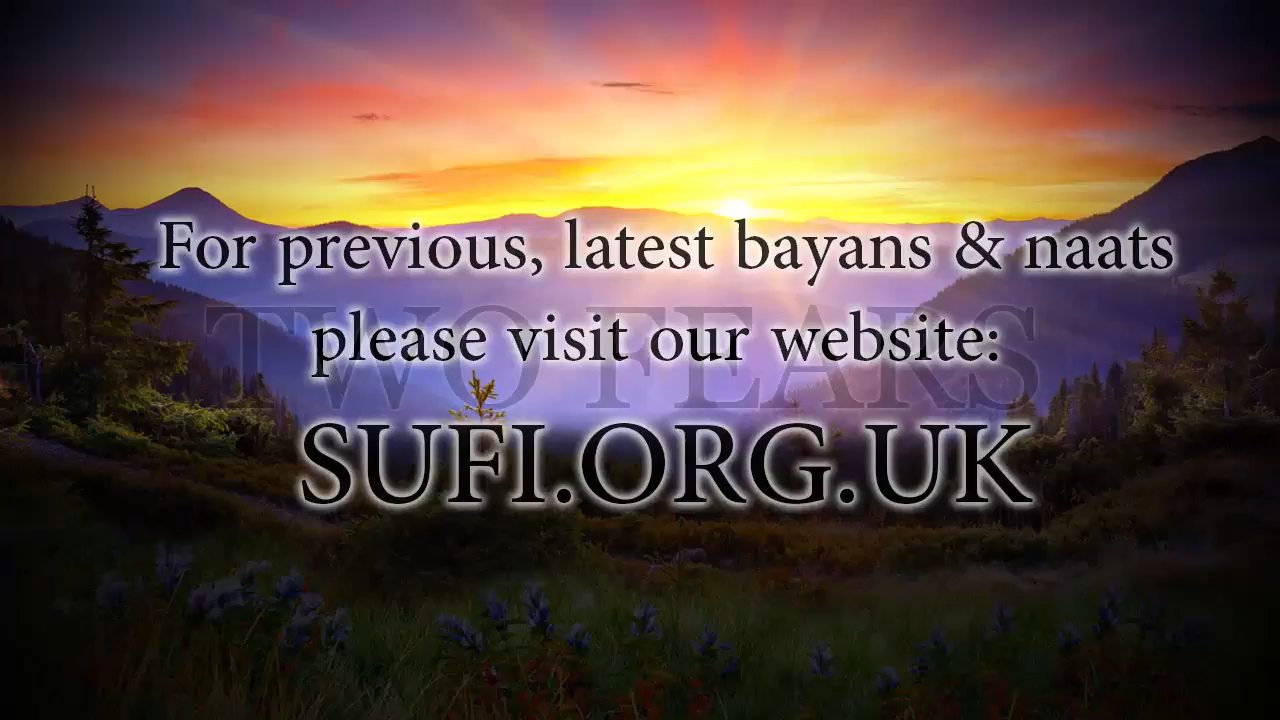 For previous, latest bayans & naats
TWO FEARS
please visit our website:
SUFI.ORG.UK